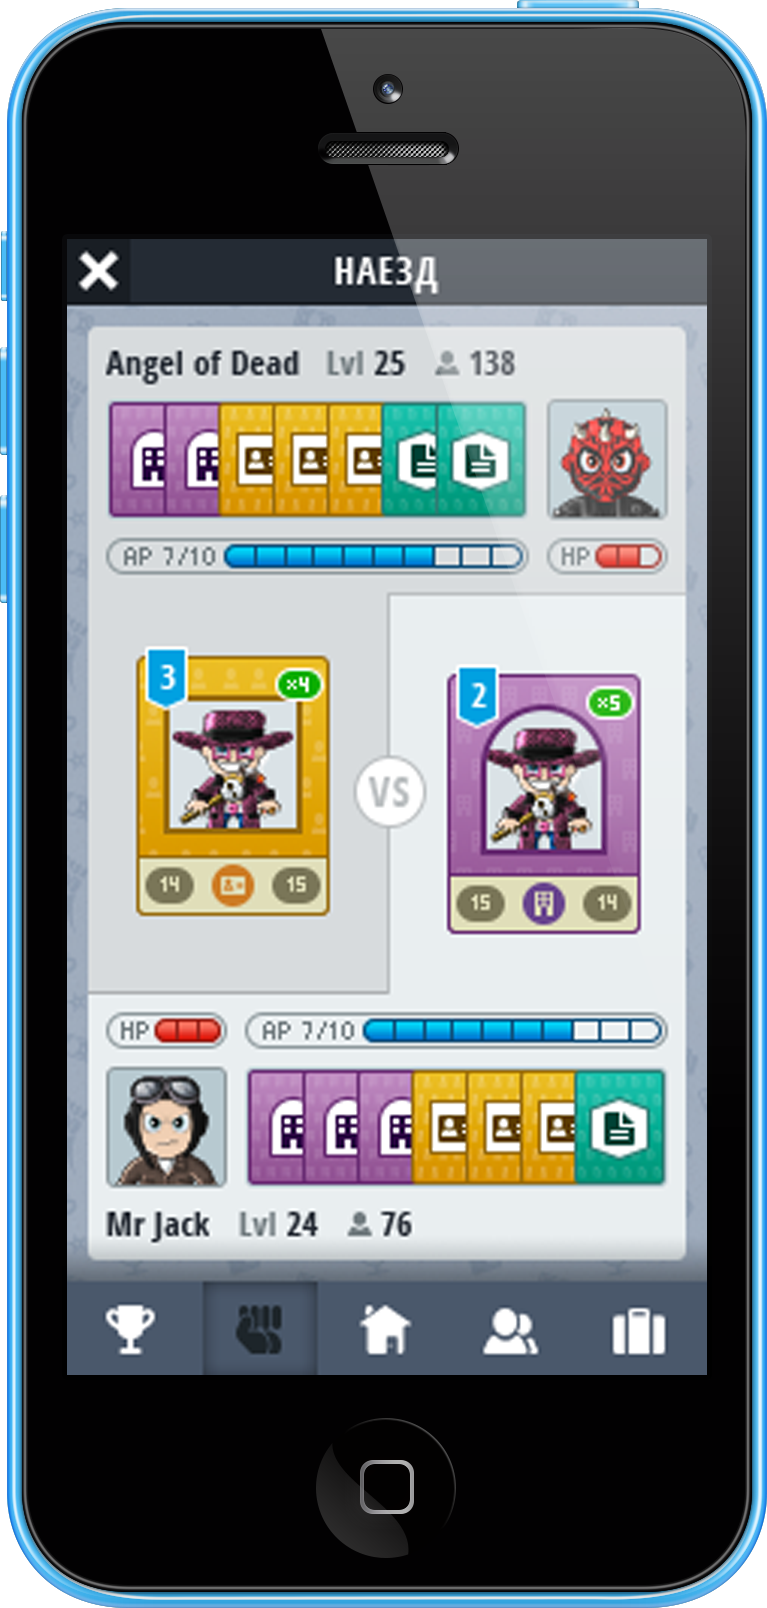 НАЕЗД
Angel of Dead Lvl 25 138
AP 7/10 HP
3 x4
2 x5
VS
14 15
15 14
HP AP 7/10
Mr Jack Lvl 24 76